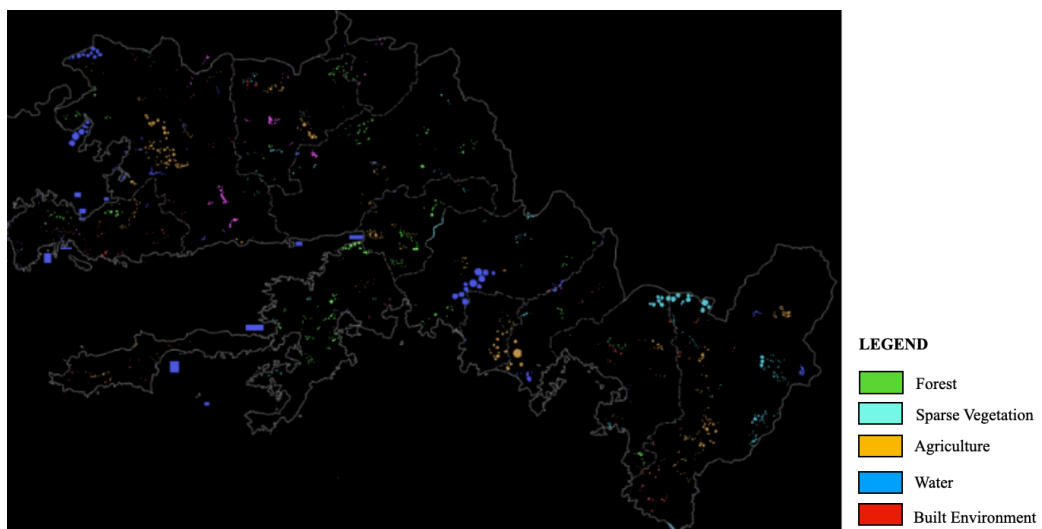 LEGEND
Forest
Sparse Vegetation
Agriculture
Water
Built Environment